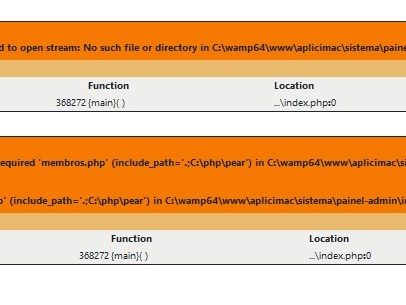 d to open stream: No such file or directory in C:\wamp64\www\aplicimac\sistema\paine
Function Location
368272 {main}( ) ...\index.php:0
equired 'membros.php' (include_path='.;C:\php\pear') in C:\wamp64\www\aplicimac\si
' (include_path='.;C:\php\pear') in C:\wamp64\www\aplicimac\sistema\painel-admin\in
Function Location
368272 {main}( ) ...\index.php:0